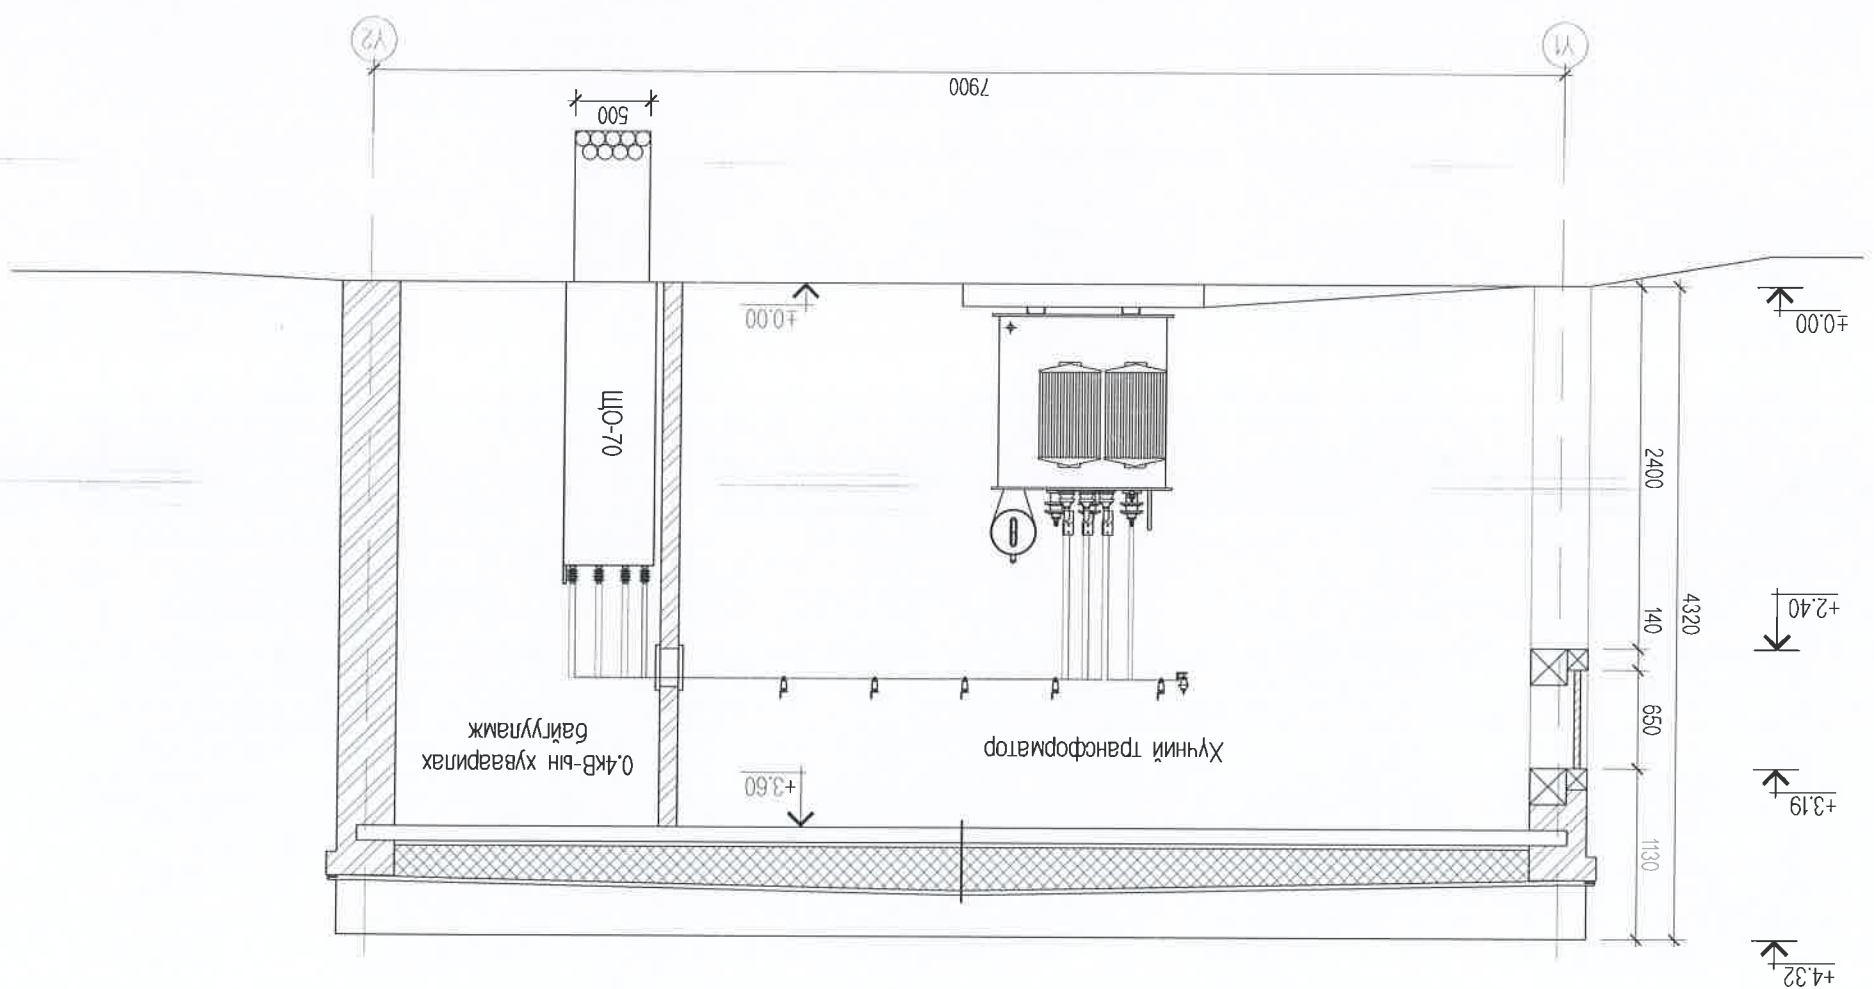 +4.32
1130
+3.19
+3.60
Хүчний трансформатор
0.4кВ-ын хуваарилах
байгууламж
650
140
4320
+2.40
2400
ЩО-70
±0.00
±0.00
500
7900
Y1
Y2